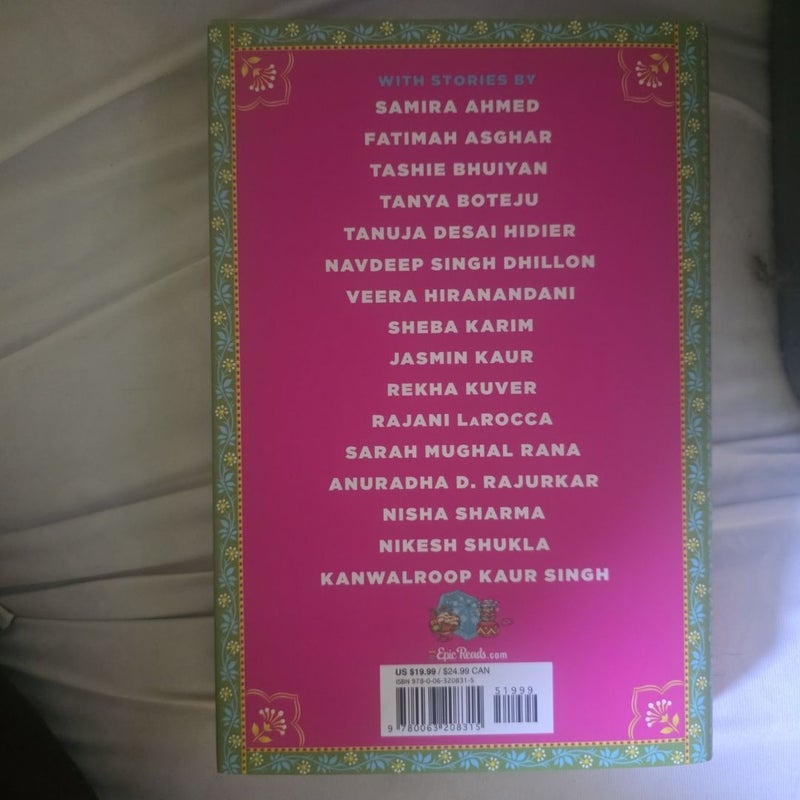 WITH STORIES BY
SAMIRA AHMED
FATIMAH ASGHAR
TASHIE BHUIYAN
TANYA BOTEJU
TANUJA DESAI HIDIER
NAVDEEP SINGH DHILLON
VEERA HIRANANDANI
SHEBA KARIM
JASMIN KAUR
REKHA KUVER
RAJANI LAROCCA
SARAH MUGHAL RANA
ANURADHA D. RAJURKAR
NISHA SHARMA
NIKESH SHUKLA
KANWALROOP KAUR SINGH
EpicReads.com
US $19.99 / $24.99 CAN
ISBN 978-0-06-320831-5
51999
9 780063 208315